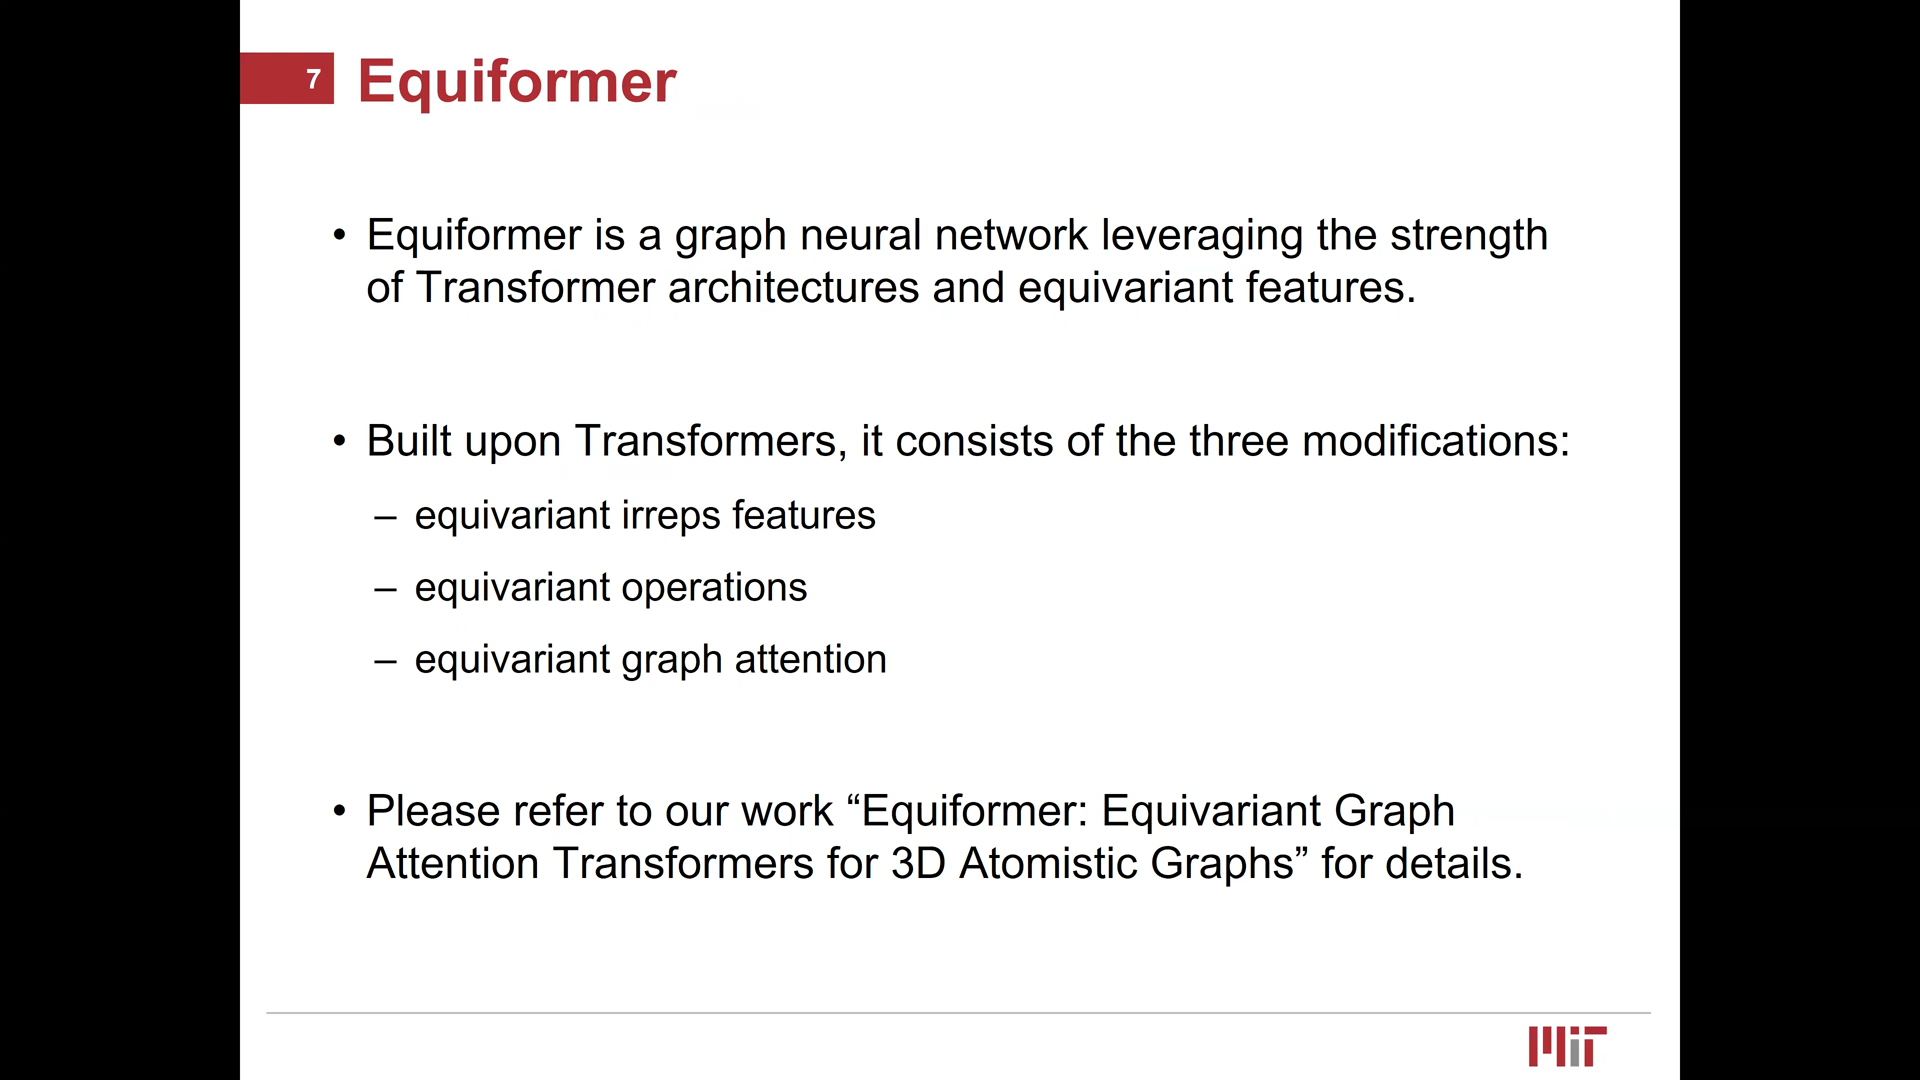 7 Equiformer
• Equiformer is a graph neural network leveraging the strength
of Transformer architectures and equivariant features.
• Built upon Transformers, it consists of the three modifications:
– equivariant irreps features
– equivariant operations
– equivariant graph attention
• Please refer to our work “Equiformer: Equivariant Graph
Attention Transformers for 3D Atomistic Graphs” for details.
MIT